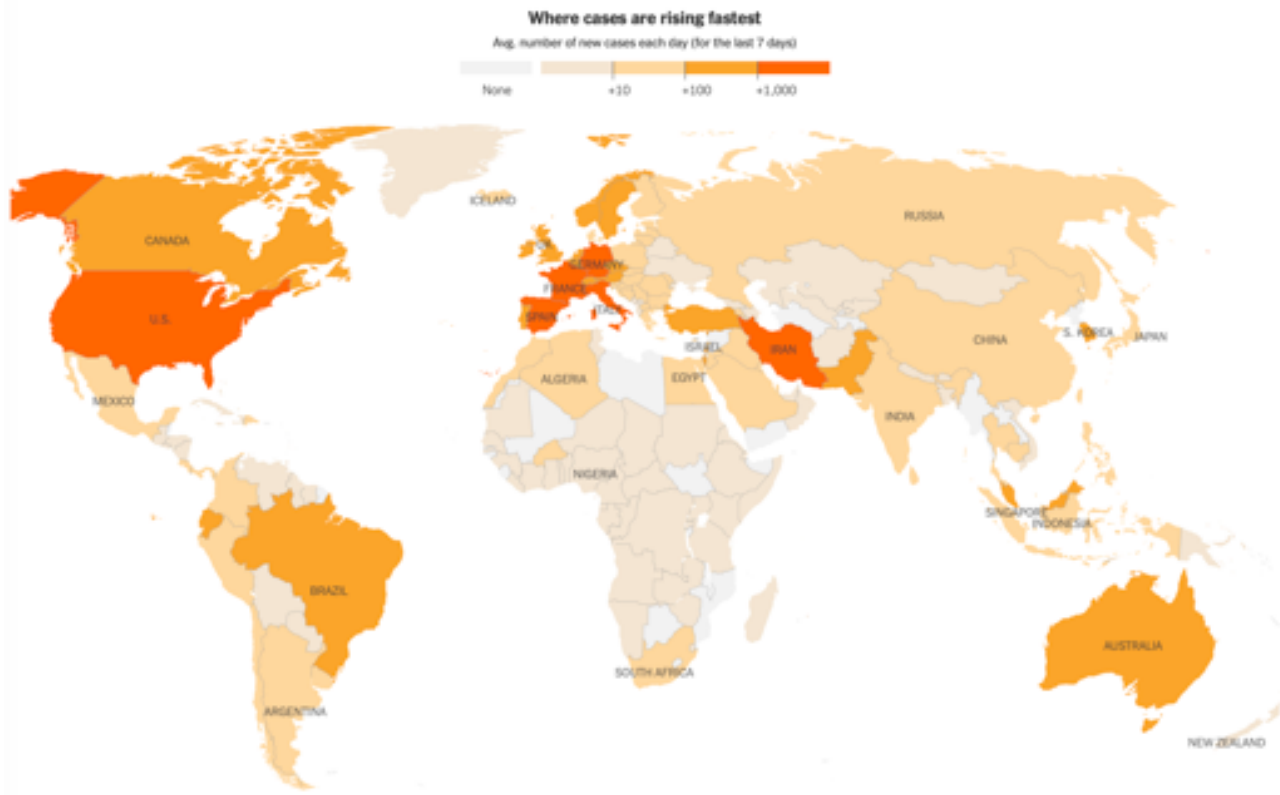 Where cases are rising fastest
Avg. number of new cases each day (for the last 7 days)
None +10 +100 +1,000
ICELAND
RUSSIA
CANADA
UK
GERMANY
FRANCE
U.S.
SPAIN
ITALY
S. KOREA
JAPAN
CHINA
ISRAEL
IRAN
ALGERIA
EGYPT
MEXICO
INDIA
NIGERIA
SINGAPORE
INDONESIA
BRAZIL
AUSTRALIA
SOUTH AFRICA
ARGENTINA
NEW ZEALAND